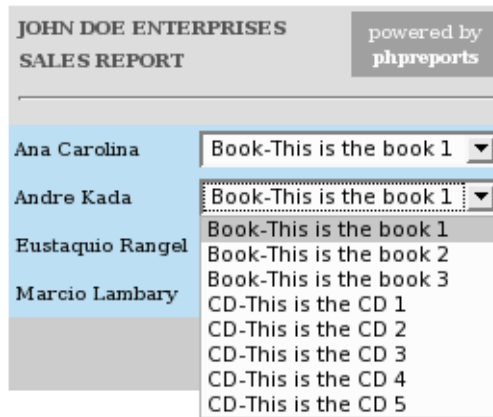 JOHN DOE ENTERPRISES
SALES REPORT
powered by
phpreports
Ana Carolina
Book-This is the book 1
Andre Kada
Book-This is the book 1
Eustaquio Rangel
Marcio Lambary
Book-This is the book 1
Book-This is the book 2
Book-This is the book 3
CD-This is the CD 1
CD-This is the CD 2
CD-This is the CD 3
CD-This is the CD 4
CD-This is the CD 5